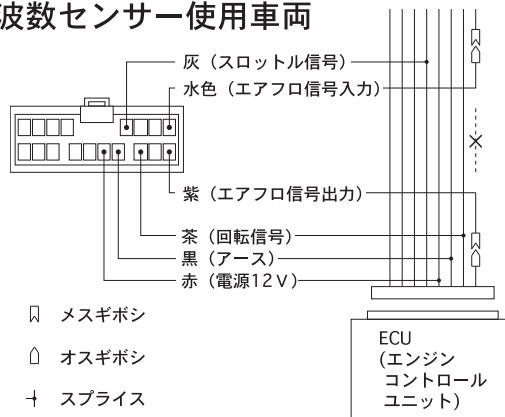 波数センサー使用車両
灰（スロットル信号）
水色（エアフロ信号入力）
紫（エアフロ信号出力）
茶（回転信号）
黒（アース）
赤（電源12V）
メスギボシ
オスギボシ
スプライス
ECU
(エンジン
コントロール
ユニット)